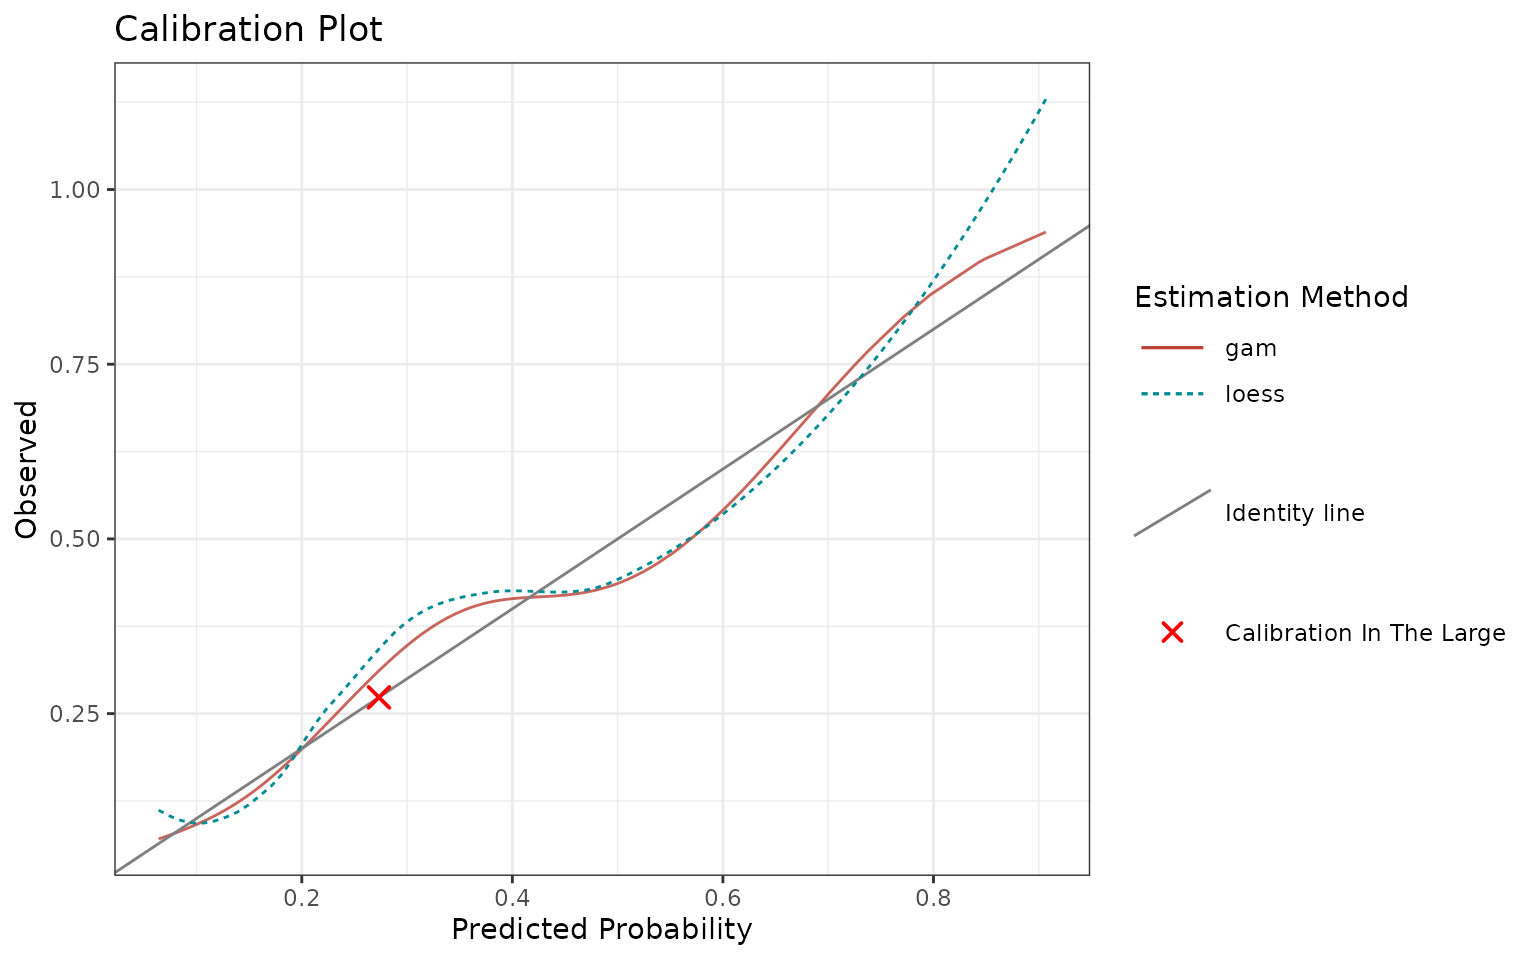 Calibration Plot
1.00
0.75
0.50
0.25
Observed
0.2 0.4 0.6 0.8
Predicted Probability
Estimation Method
gam
loess
Identity line
Calibration In The Large